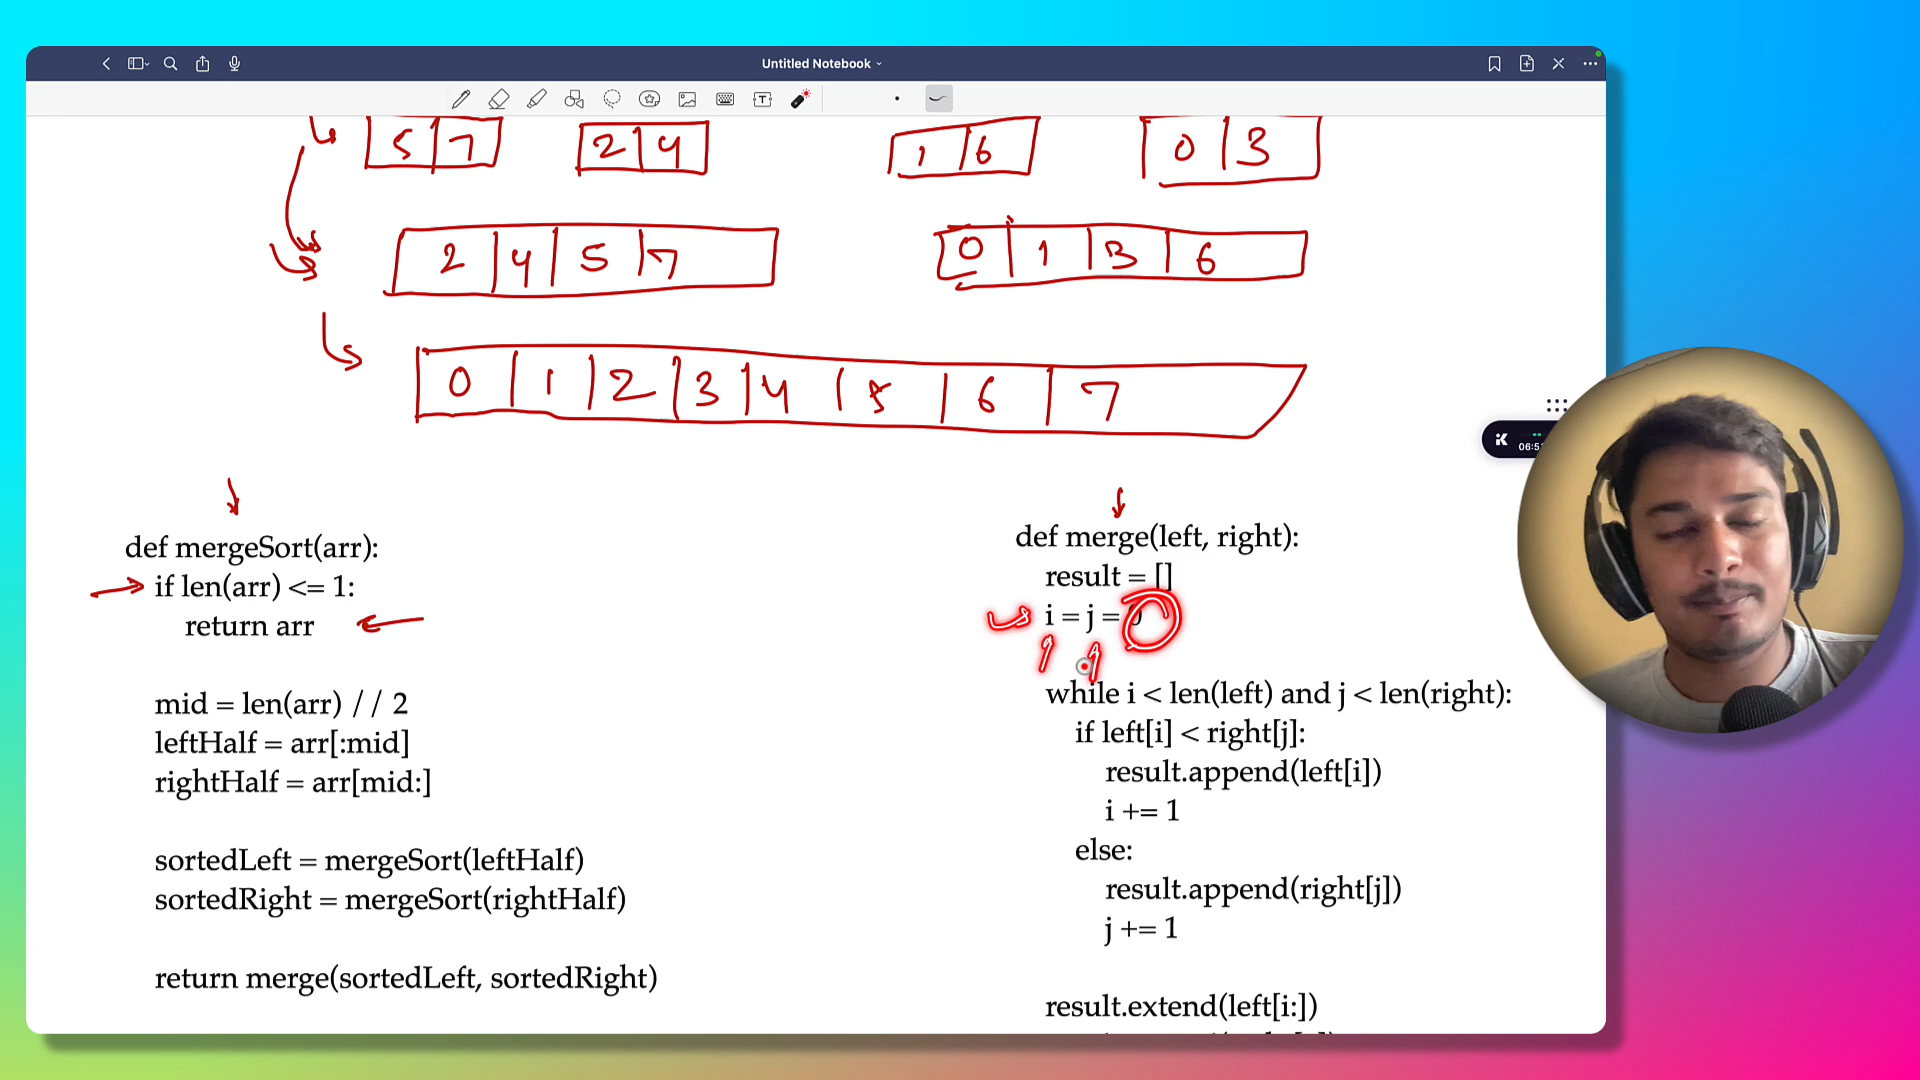 Untitled Notebook
5 7 2 4 1 6 0 3
2 4 5 7 0 1 3 6
0 1 2 3 4 5 6 7
06:5
def mergeSort(arr):
if len(arr) <= 1:
return arr
mid = len(arr) // 2
leftHalf = arr[:mid]
rightHalf = arr[mid:]
sortedLeft = mergeSort(leftHalf)
sortedRight = mergeSort(rightHalf)
return merge(sortedLeft, sortedRight)
def merge(left, right):
result = []
i = j = 0
while i < len(left) and j < len(right):
if left[i] < right[j]:
result.append(left[i])
i += 1
else:
result.append(right[j])
j += 1
result.extend(left[i:])